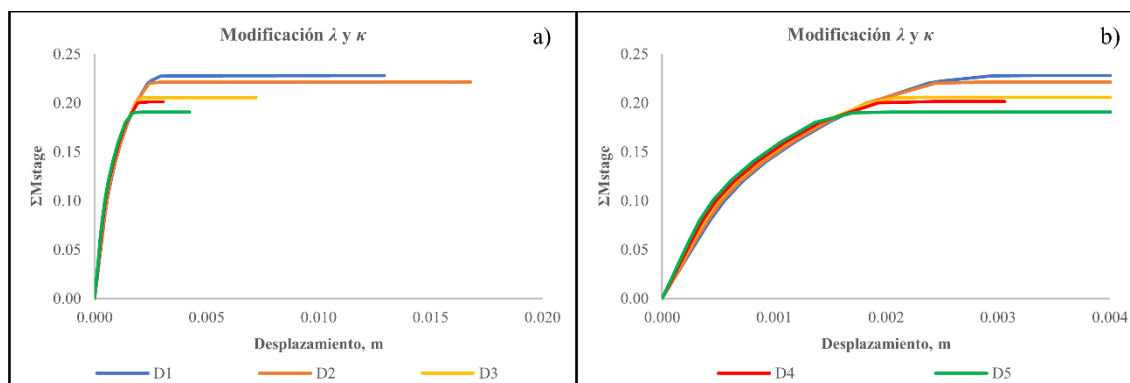 Modificación λ y κ
a)
0.25
0.20
0.15
0.10
0.05
0.00
ΣMstage
0.000 0.005 0.010 0.015 0.020
Desplazamiento, m
D1 D2 D3
Modificación λ y κ
b)
0.25
0.20
0.15
0.10
0.05
0.00
ΣMstage
0.000 0.001 0.002 0.003 0.004
Desplazamiento, m
D4 D5